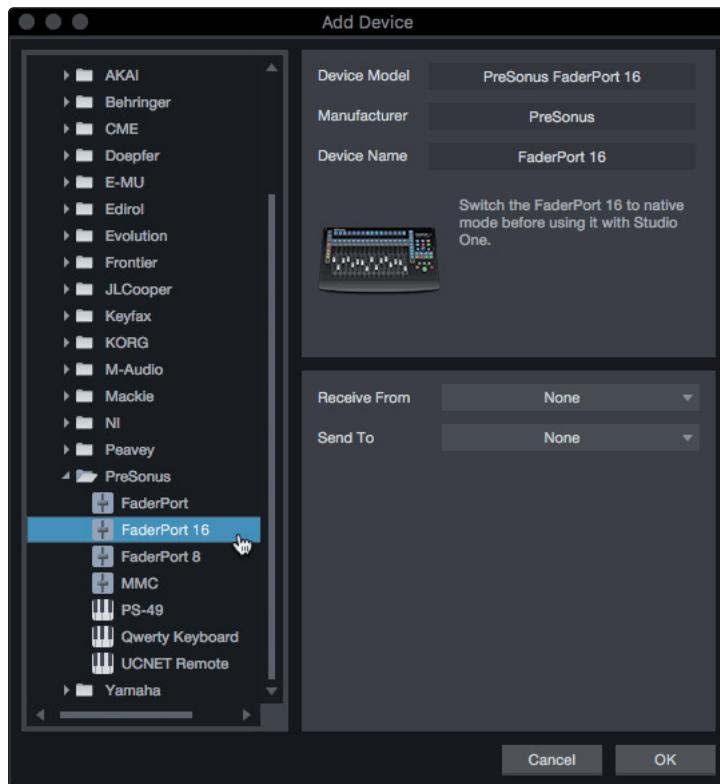 Add Device
AKAI
Behringer
CME
Doepfer
E-MU
Edirol
Evolution
Frontier
JLCooper
Keyfax
KORG
M-Audio
Mackie
NI
Peavey
PreSonus
FaderPort
FaderPort 16
FaderPort 8
MMC
PS-49
Qwerty Keyboard
UCNET Remote
Yamaha
Device Model PreSonus FaderPort 16
Manufacturer PreSonus
Device Name FaderPort 16
Switch the FaderPort 16 to native
mode before using it with Studio
One.
Receive From None
Send To None
Cancel OK